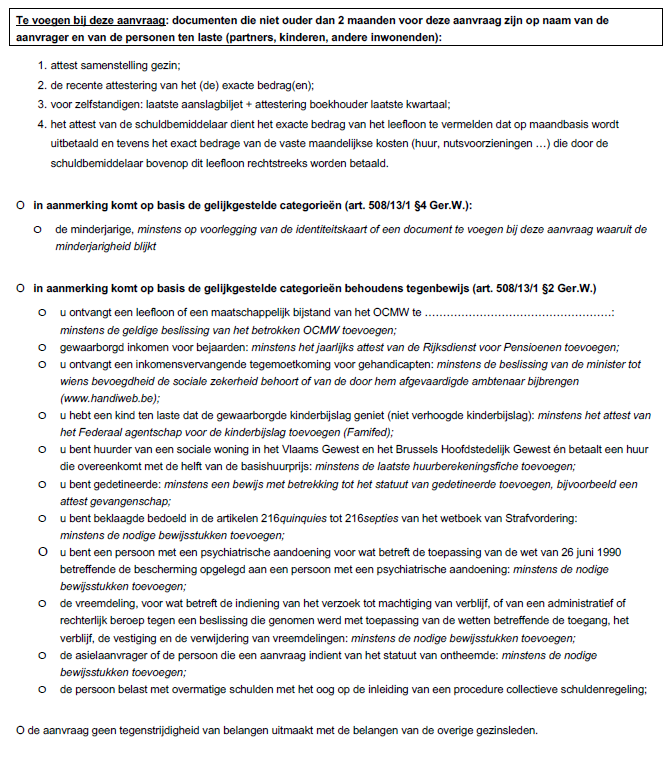 Te voegen bij deze aanvraag: documenten die niet ouder dan 2 maanden voor deze aanvraag zijn op naam van de
aanvrager en van de personen ten laste (partners, kinderen, andere inwonenden):
1. attest samenstelling gezin;
2. de recente attestering van het (de) exacte bedrag(en);
3. voor zelfstandigen: laatste aanslagbiljet + attestering boekhouder laatste kwartaal;
4. het attest van de schuldbemiddelaar dient het exacte bedrag van het leefloon te vermelden dat op maandbasis wordt
uitbetaald en tevens het exact bedrage van de vaste maandelijkse kosten (huur, nutsvoorzieningen ...) die door de
schuldbemiddelaar bovenop dit leefloon rechtstreeks worden betaald.
O in aanmerking komt op basis de gelijkgestelde categorieën (art. 508/13/1 §4 Ger.W.):
O de minderjarige, minstens op voorlegging van de identiteitskaart of een document te voegen bij deze aanvraag waaruit de
minderjarigheid blijkt
O in aanmerking komt op basis de gelijkgestelde categorieën behoudens tegenbewijs (art. 508/13/1 §2 Ger.W.)
O u ontvangt een leefloon of een maatschappelijk bijstand van het OCMW te ……………………………………………:
minstens de geldige beslissing van het betrokken OCMW toevoegen;
O gewaarborgd inkomen voor bejaarden: minstens het jaarlijks attest van de Rijksdienst voor Pensioenen toevoegen;
O u ontvangt een inkomensvervangende tegemoetkoming voor gehandicapten: minstens de beslissing van de minister tot
wiens bevoegdheid de sociale zekerheid behoort of van de door hem afgevaardigde ambtenaar bijbrengen
(www.handiweb.be);
O u hebt een kind ten laste dat de gewaarborgde kinderbijslag geniet (niet verhoogde kinderbijslag): minstens het attest van
het Federaal agentschap voor de kinderbijslag toevoegen (Famifed);
O u bent huurder van een sociale woning in het Vlaams Gewest en het Brussels Hoofdstedelijk Gewest én betaalt een huur
die overeenkomt met de helft van de basishuurprijs: minstens de laatste huurberekeningsfiche toevoegen;
O u bent gedetineerde: minstens een bewijs met betrekking tot het statuut van gedetineerde toevoegen, bijvoorbeeld een
attest gevangenschap;
O u bent beklaagde bedoeld in de artikelen 216quinquies tot 216septies van het wetboek van Strafvordering:
minstens de nodige bewijsstukken toevoegen;
O u bent een persoon met een psychiatrische aandoening voor wat betreft de toepassing van de wet van 26 juni 1990
betreffende de bescherming opgelegd aan een persoon met een psychiatrische aandoening: minstens de nodige
bewijsstukken toevoegen;
O de vreemdeling, voor wat betreft de indiening van het verzoek tot machtiging van verblijf, of van een administratief of
rechterlijk beroep tegen een beslissing die genomen werd met toepassing van de wetten betreffende de toegang, het
verblijf, de vestiging en de verwijdering van vreemdelingen: minstens de nodige bewijsstukken toevoegen;
O de asielaanvrager of de persoon die een aanvraag indient van het statuut van ontheemde: minstens de nodige
bewijsstukken toevoegen;
O de persoon belast met overmatige schulden met het oog op de inleiding van een procedure collectieve schuldenregeling;
O de aanvraag geen tegenstrijdigheid van belangen uitmaakt met de belangen van de overige gezinsleden.